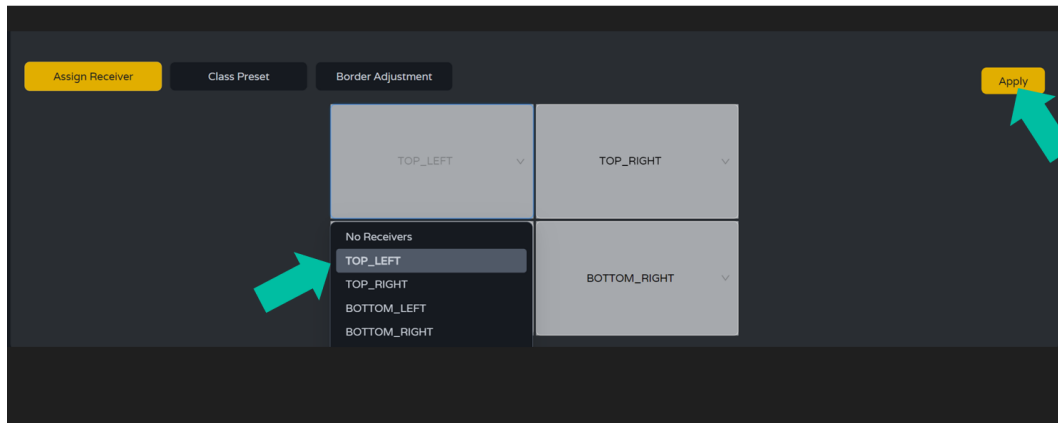 Assign Receiver
Class Preset
Border Adjustment
Apply
TOP_LEFT
TOP_RIGHT
No Receivers
TOP_LEFT
TOP_RIGHT
BOTTOM_LEFT
BOTTOM_RIGHT
BOTTOM_RIGHT